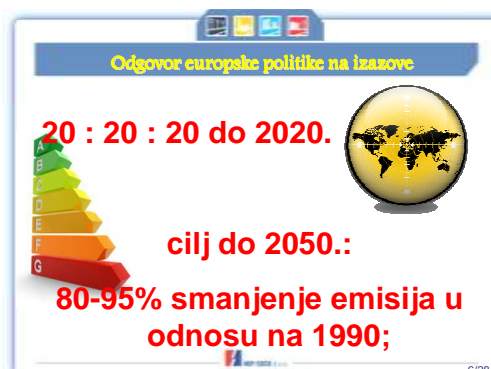 Odgovor europske politike na izazove
20 : 20 : 20 do 2020.
A
B
C
D
E
F
G
cilj do 2050.:
80-95% smanjenje emisija u
odnosu na 1990;